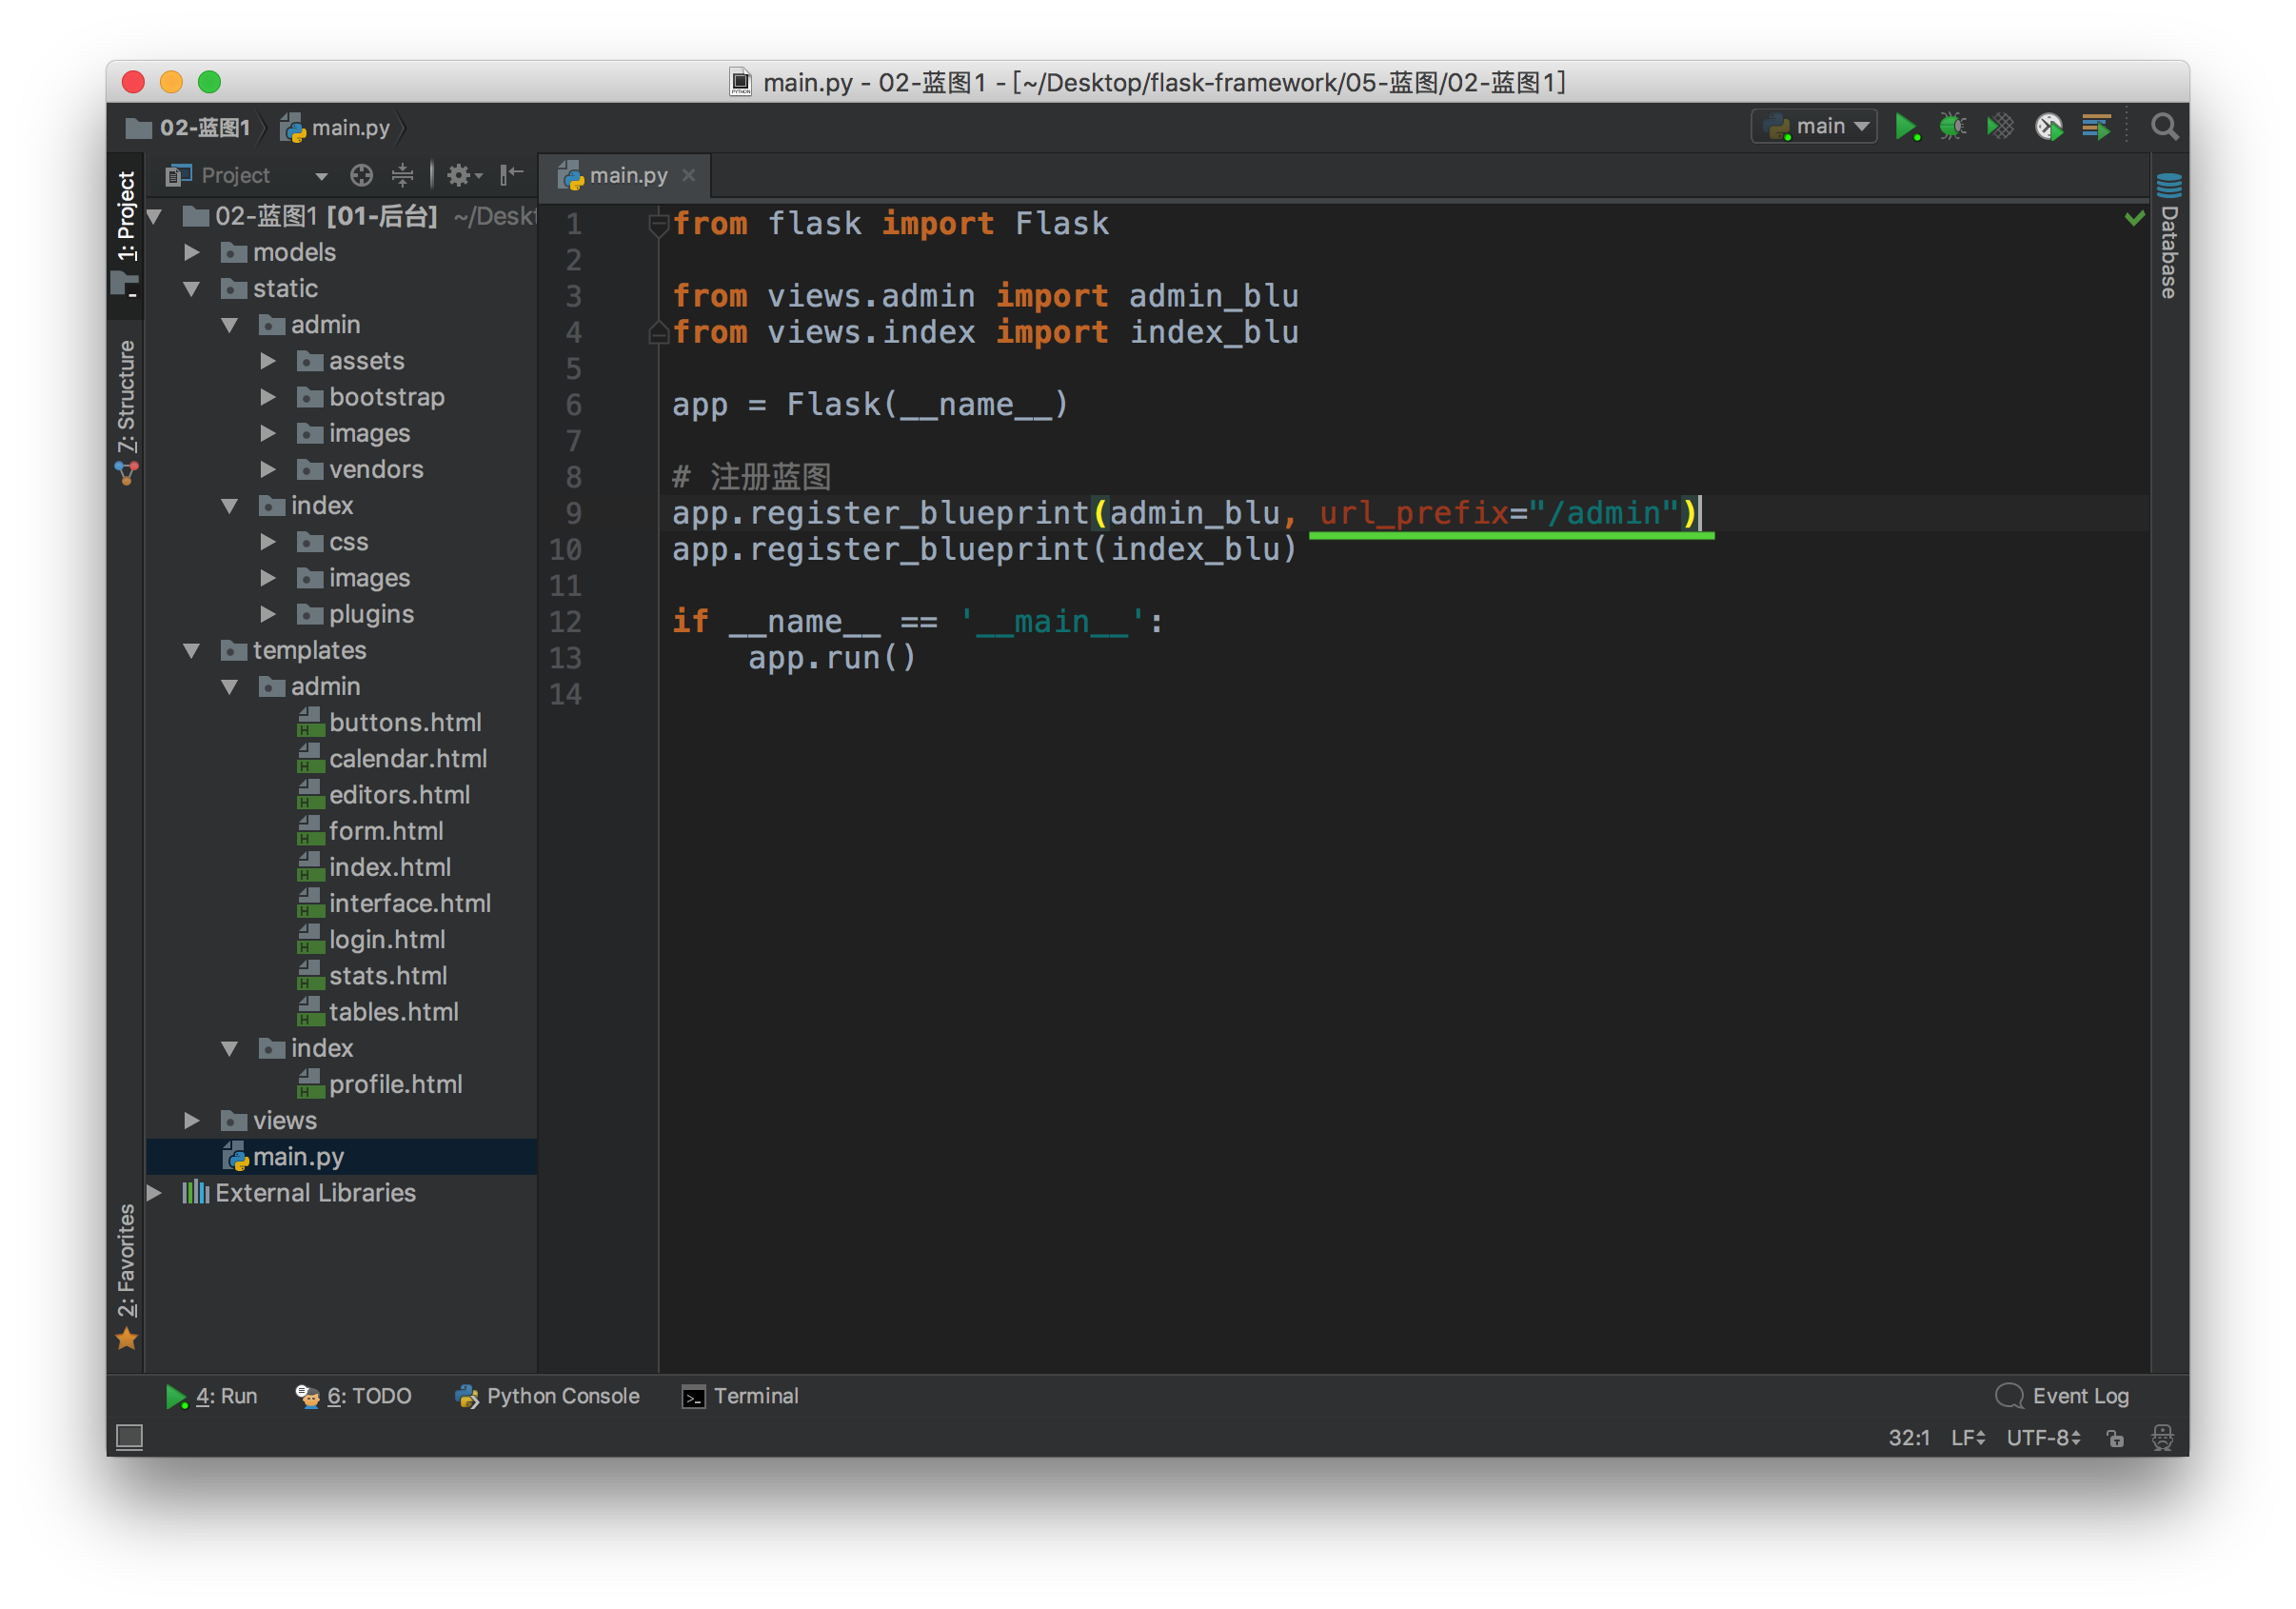 main.py - 02-蓝图1 - [~/Desktop/flask-framework/05-蓝图/02-蓝图1]
02-蓝图1
main.py
main
1: Project
7: Structure
2: Favorites
Project
02-蓝图1 [01-后台] ~/Deskt
models
static
admin
assets
bootstrap
images
vendors
index
css
images
plugins
templates
admin
buttons.html
calendar.html
editors.html
form.html
index.html
interface.html
login.html
stats.html
tables.html
index
profile.html
views
main.py
External Libraries
main.py
1 from flask import Flask
2
3 from views.admin import admin_blu
4 from views.index import index_blu
5
6 app = Flask(__name__)
7
8 # 注册蓝图
9 app.register_blueprint(admin_blu, url_prefix="/admin")
10 app.register_blueprint(index_blu)
11
12 if __name__ == '__main__':
13     app.run()
14
Database
4: Run
6: TODO
Python Console
Terminal
Event Log
32:1
LF
UTF-8